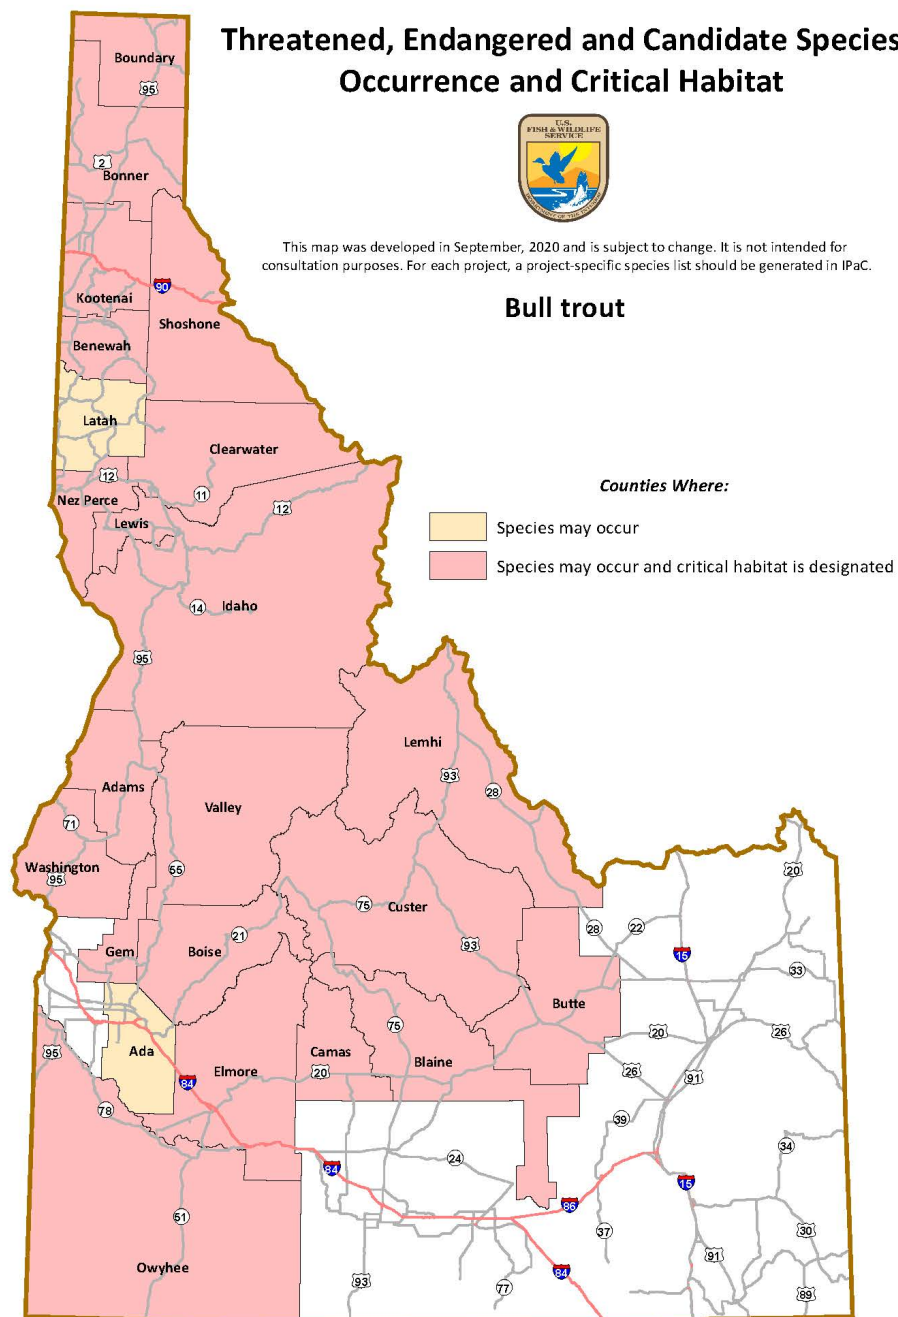 Threatened, Endangered and Candidate Species
Occurrence and Critical Habitat
U.S.
FISH & WILDLIFE
SERVICE
DEPARTMENT OF THE INTERIOR
This map was developed in September, 2020 and is subject to change. It is not intended for
consultation purposes. For each project, a project-specific species list should be generated in IPaC.
Bull trout
Counties Where:
Species may occur
Species may occur and critical habitat is designated
Boundary
95
2
Bonner
90
Kootenai
Shoshone
Benewah
Latah
Clearwater
12
11
Nez Perce
12
Lewis
14
Idaho
95
Lemhi
93
Adams
28
Valley
71
Washington
95
55
20
75
Custer
21
93
28
22
Gem
Boise
15
33
Butte
75
20
26
95
Ada
Camas
Blaine
20
Elmore
26
84
91
78
39
24
84
34
15
86
51
37
30
91
Owyhee
93
84
77
89